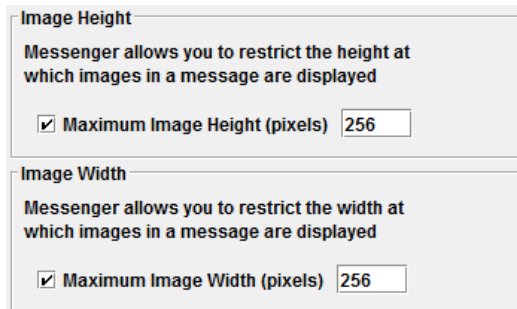 Image Height
Messenger allows you to restrict the height at
which images in a message are displayed
Maximum Image Height (pixels) 256
Image Width
Messenger allows you to restrict the width at
which images in a message are displayed
Maximum Image Width (pixels) 256